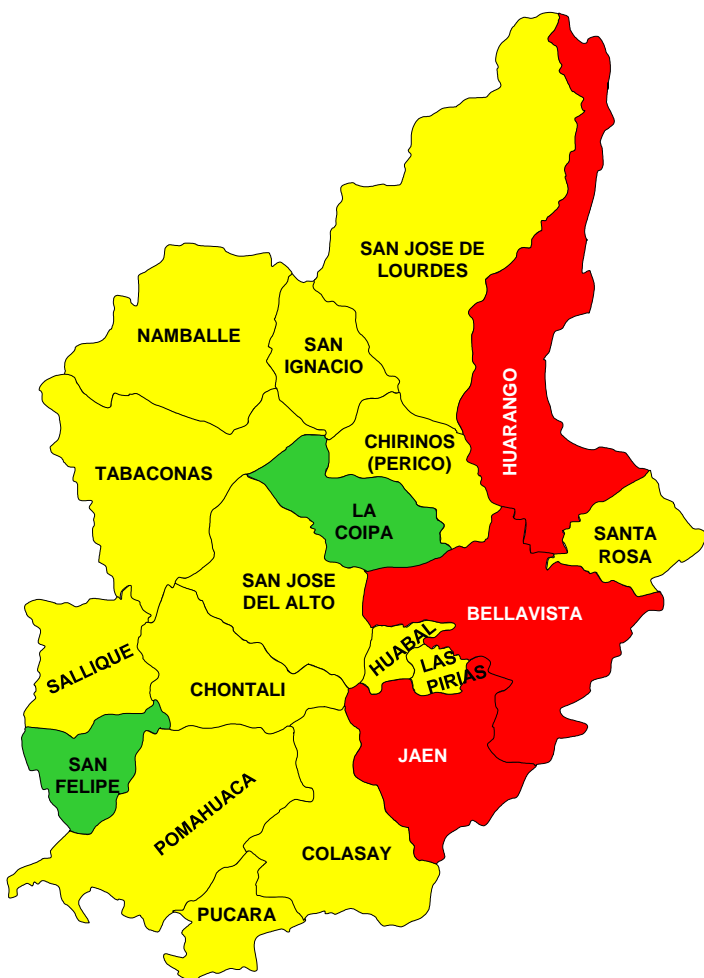 SAN JOSE DE
LOURDES
NAMBALLE
SAN
IGNACIO
HUARANGO
CHIRINOS
(PERICO)
TABACONAS
LA
COIPA
SANTA
ROSA
SAN JOSE
DEL ALTO
BELLAVISTA
HUABAL
LAS
PIRIAS
SALLIQUE
CHONTALI
JAEN
SAN
FELIPE
POMAHUACA
COLASAY
PUCARA